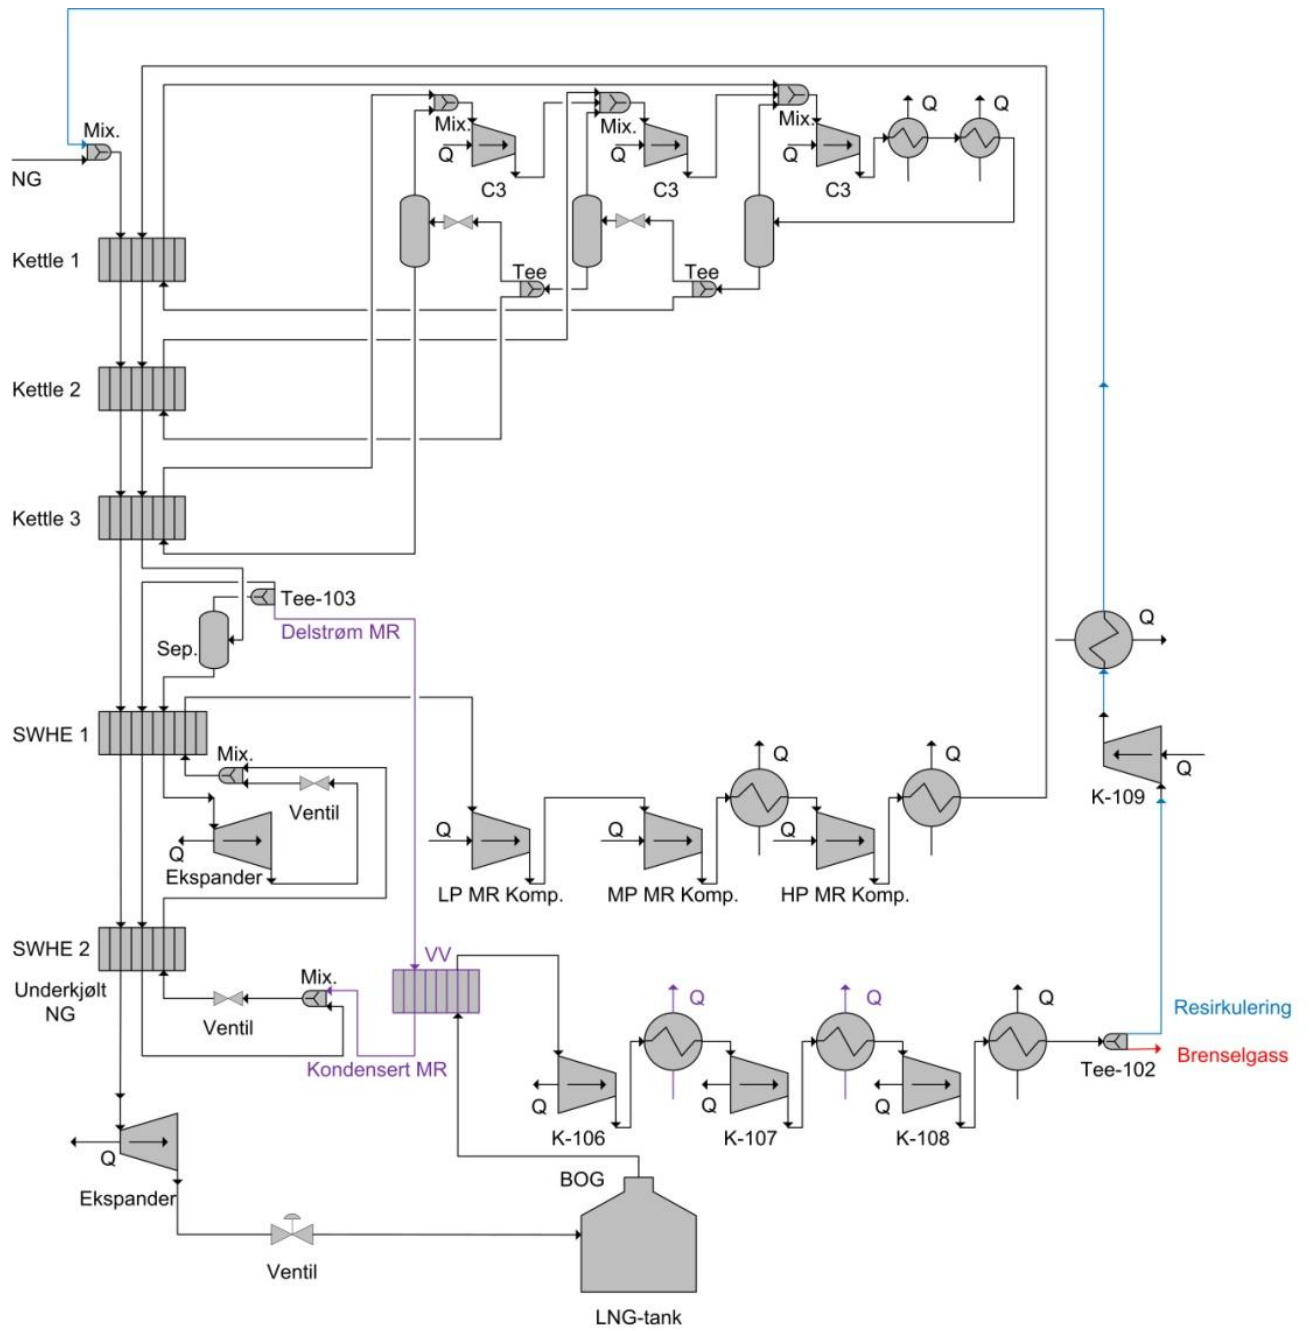 Mix.
NG
Mix.
Q
C3
Mix.
Q
C3
Mix.
Q
C3
Q
Q
Kettle 1
Tee
Tee
Kettle 2
Kettle 3
Tee-103
Delstrøm MR
Sep.
Q
SWHE 1
Mix.
Ventil
Q
Ekspander
Q
LP MR Komp.
Q
MP MR Komp.
Q
Q
HP MR Komp.
Q
Q
K-109
SWHE 2
Underkjølt
NG
Mix.
Ventil
VV
Kondensert MR
Q
K-106
Q
Q
K-107
Q
Q
K-108
Q
Tee-102
Resirkulering
Brenselgass
Q
Ekspander
BOG
Ventil
LNG-tank